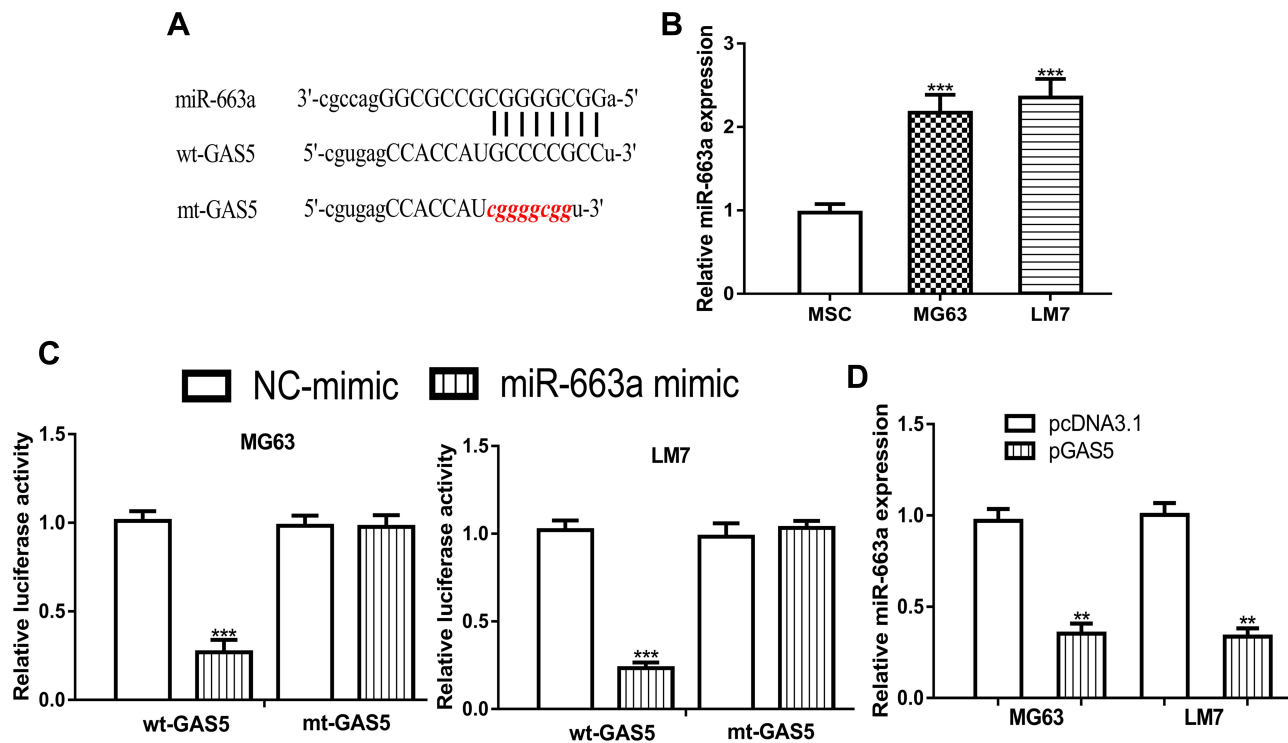 A
miR-663a 3'-cgccagGGCGCCGCGGGGCGGa-5'
wt-GAS5 5'-cgugagCCACCAUGCCCCGCCu-3'
mt-GAS5 5'-cgugagCCACCAUcggggcggu-3'
B
Relative miR-663a expression
3
2
1
0
***
***
MSC MG63 LM7
C
NC-mimic miR-663a mimic
MG63
Relative luciferase activity
1.5
1.0
0.5
0.0
***
wt-GAS5 mt-GAS5
LM7
Relative luciferase activity
1.5
1.0
0.5
0.0
***
wt-GAS5 mt-GAS5
D
pcDNA3.1
pGAS5
Relative miR-663a expression
1.5
1.0
0.5
0.0
**
**
MG63 LM7